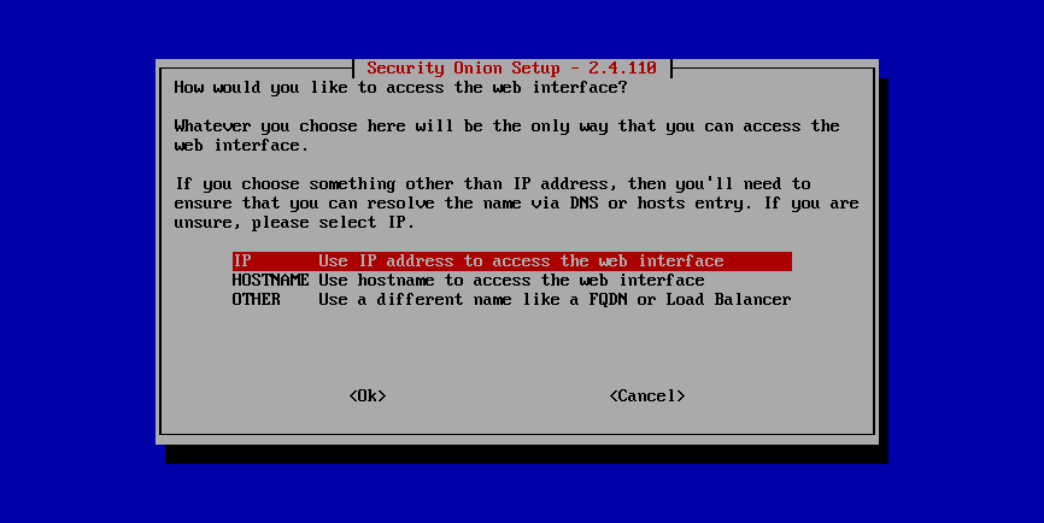 Security Onion Setup - 2.4.110
How would you like to access the web interface?
Whatever you choose here will be the only way that you can access the
web interface.
If you choose something other than IP address, then you'll need to
ensure that you can resolve the name via DNS or hosts entry. If you are
unsure, please select IP.
IP Use IP address to access the web interface
HOSTNAME Use hostname to access the web interface
OTHER Use a different name like a FQDN or Load Balancer
<Ok> <Cancel>